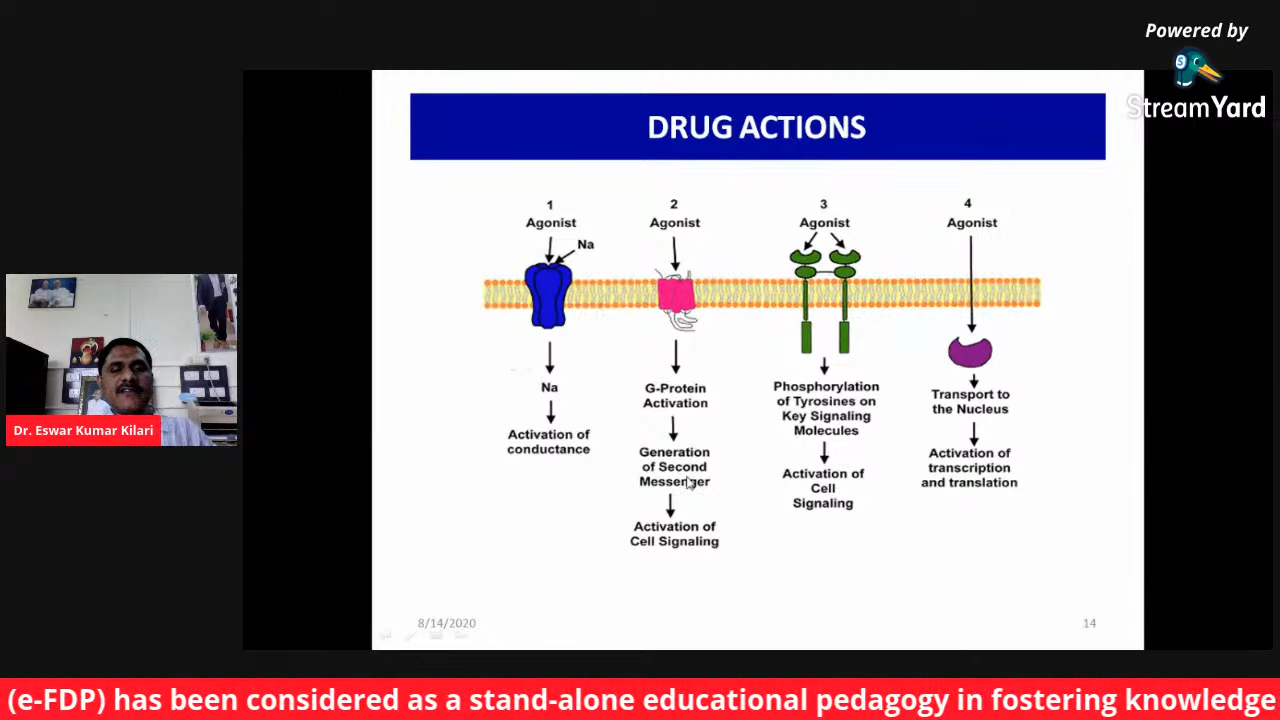 Powered by
StreamYard
DRUG ACTIONS
1
Agonist
Na
Na
Activation of
conductance
2
Agonist
G-Protein
Activation
Generation
of Second
Messenger
Activation of
Cell Signaling
3
Agonist
Phosphorylation
of Tyrosines on
Key Signaling
Molecules
Activation of
Cell
Signaling
4
Agonist
Transport to
the Nucleus
Activation of
transcription
and translation
8/14/2020
14
Dr. Eswar Kumar Kilari
(e-FDP) has been considered as a stand-alone educational pedagogy in fostering knowledge